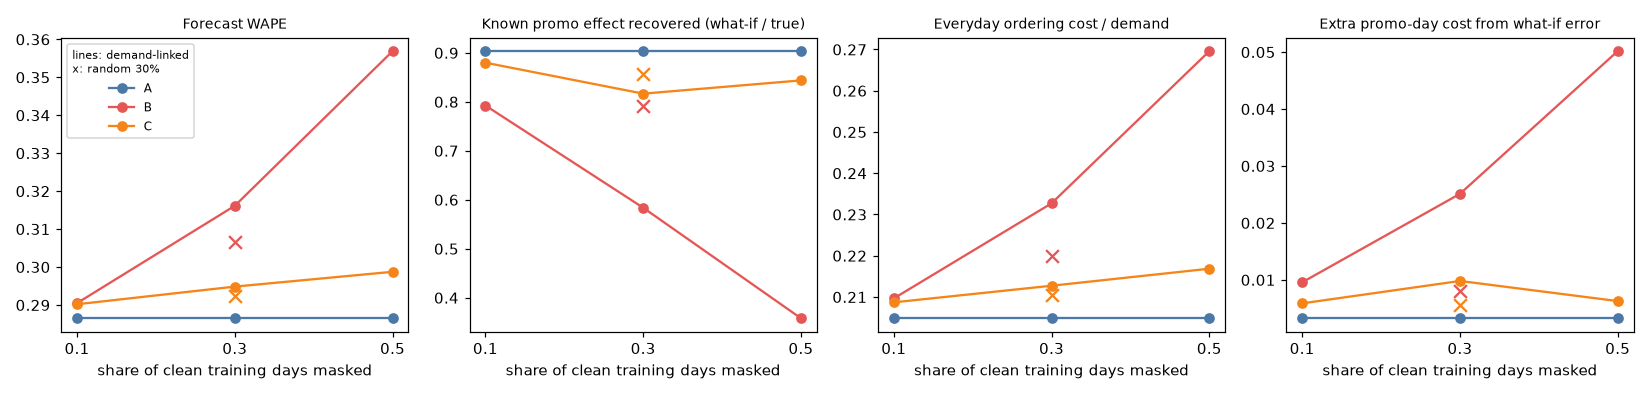 Forecast WAPE
0.36
0.35
0.34
0.33
0.32
0.31
0.30
0.29
lines: demand-linked
x: random 30%
A
B
C
0.1
0.3
0.5
share of clean training days masked
Known promo effect recovered (what-if / true)
0.9
0.8
0.7
0.6
0.5
0.4
0.1
0.3
0.5
share of clean training days masked
Everyday ordering cost / demand
0.27
0.26
0.25
0.24
0.23
0.22
0.21
0.1
0.3
0.5
share of clean training days masked
Extra promo-day cost from what-if error
0.05
0.04
0.03
0.02
0.01
0.1
0.3
0.5
share of clean training days masked